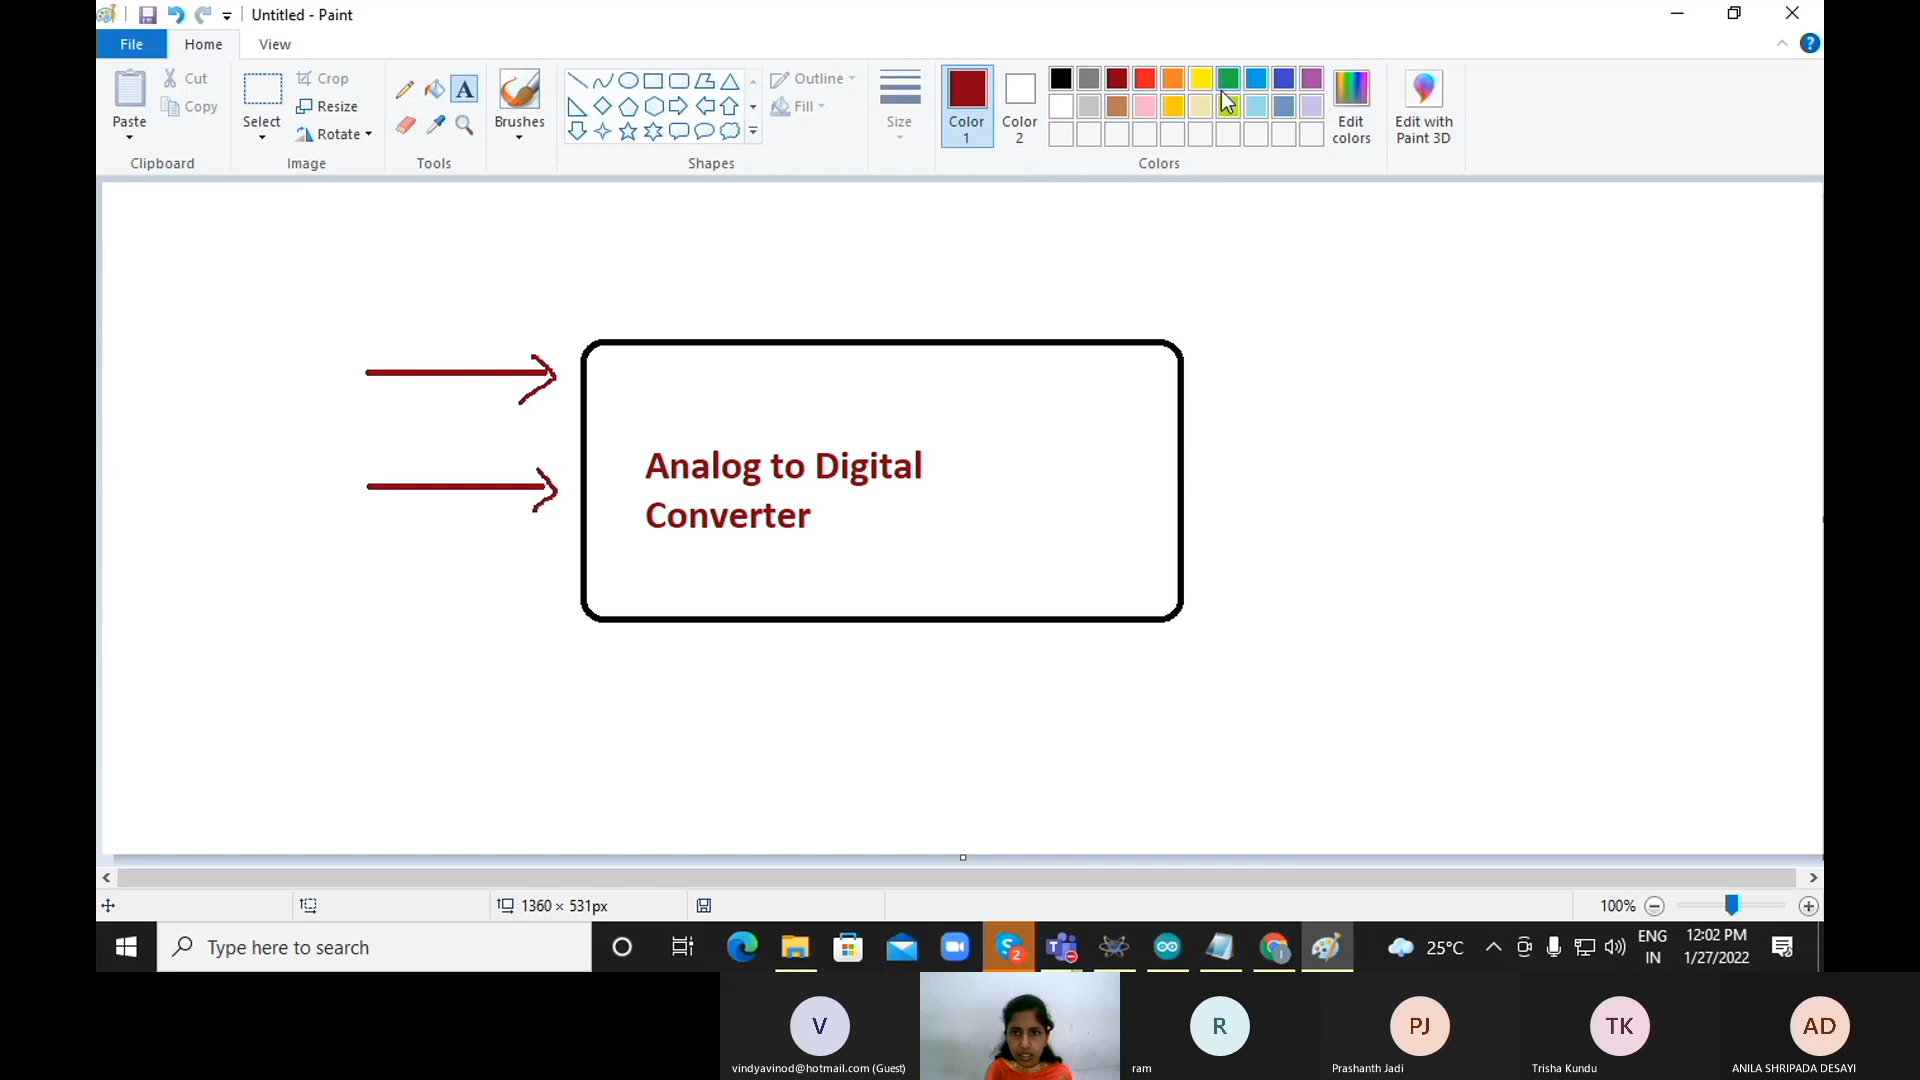 Untitled - Paint
File Home View
Paste
Cut
Copy
Clipboard
Select
Crop
Resize
Rotate
Image
A
Tools
Brushes
Shapes
Outline
Fill
Size
Color
1
Color
2
Colors
Edit
colors
Edit with
Paint 3D
?
Analog to Digital
Converter
1360 × 531px
100%
Type here to search
S
2
T
I
25°C
ENG
IN
12:02 PM
1/27/2022
V
vindyavinod@hotmail.com (Guest)
R
ram
PJ
Prashanth Jadi
TK
Trisha Kundu
AD
ANILA SHRIPADA DESAYI